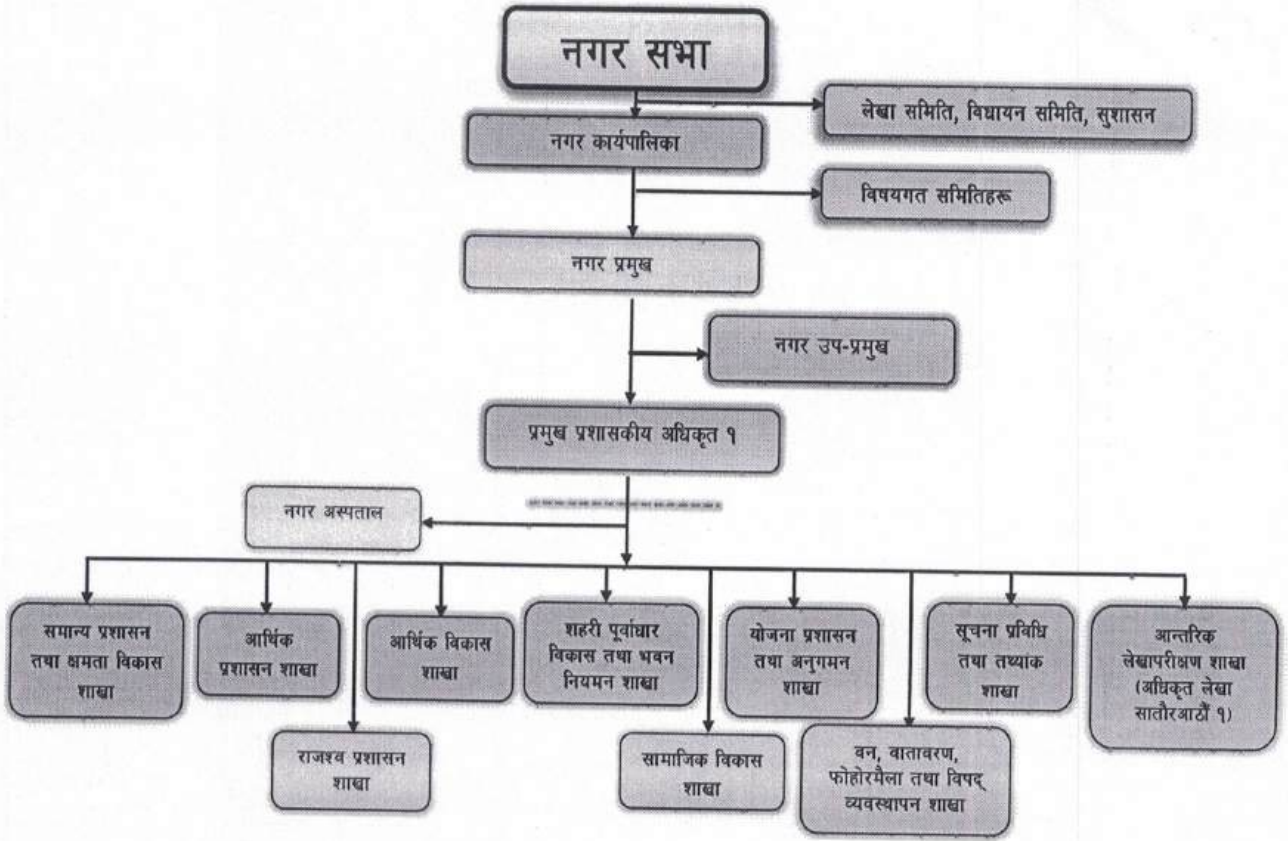 नगर सभा
लेखा समिति, विधायन समिति, सुशासन
नगर कार्यपालिका
विषयगत समितिहरू
नगर प्रमुख
नगर उप-प्रमुख
प्रमुख प्रशासकीय अधिकृत १
नगर अस्पताल
समान्य प्रशासन
तथा क्षमता विकास
शाखा
आर्थिक
प्रशासन शाखा
आर्थिक विकास
शाखा
शहरी पूर्वाधार
विकास तथा भवन
नियमन शाखा
योजना प्रशासन
तथा अनुगमन
शाखा
सूचना प्रविधि
तथा तथ्यांक
शाखा
आन्तरिक
लेखापरीक्षण शाखा
(अधिकृत लेखा
सातौरआठौं १)
राजश्व प्रशासन
शाखा
सामाजिक विकास
शाखा
वन, वातावरण,
फोहोरमैला तथा विपद्
व्यवस्थापन शाखा